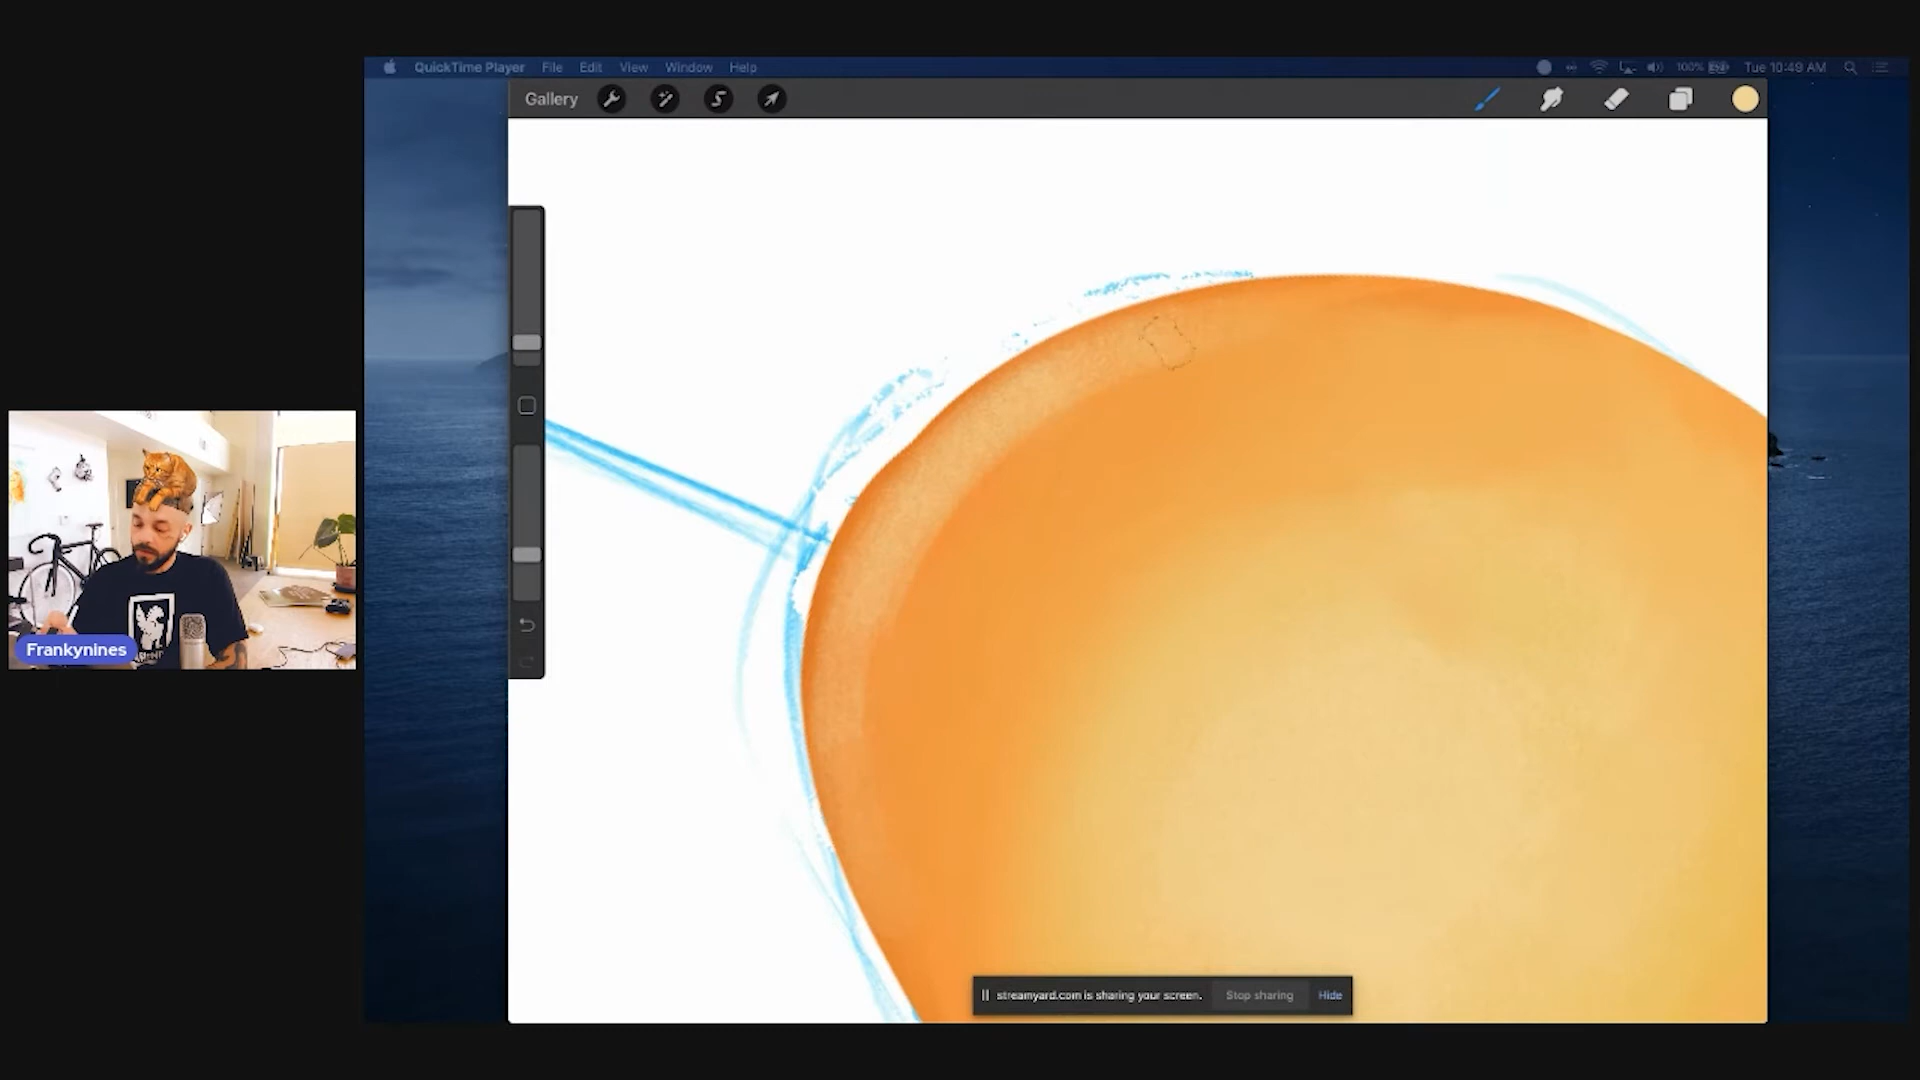 QuickTime Player File Edit View Window Help 100% Tue 10:49 AM
Gallery
Frankynines
streamyard.com is sharing your screen. Stop sharing Hide